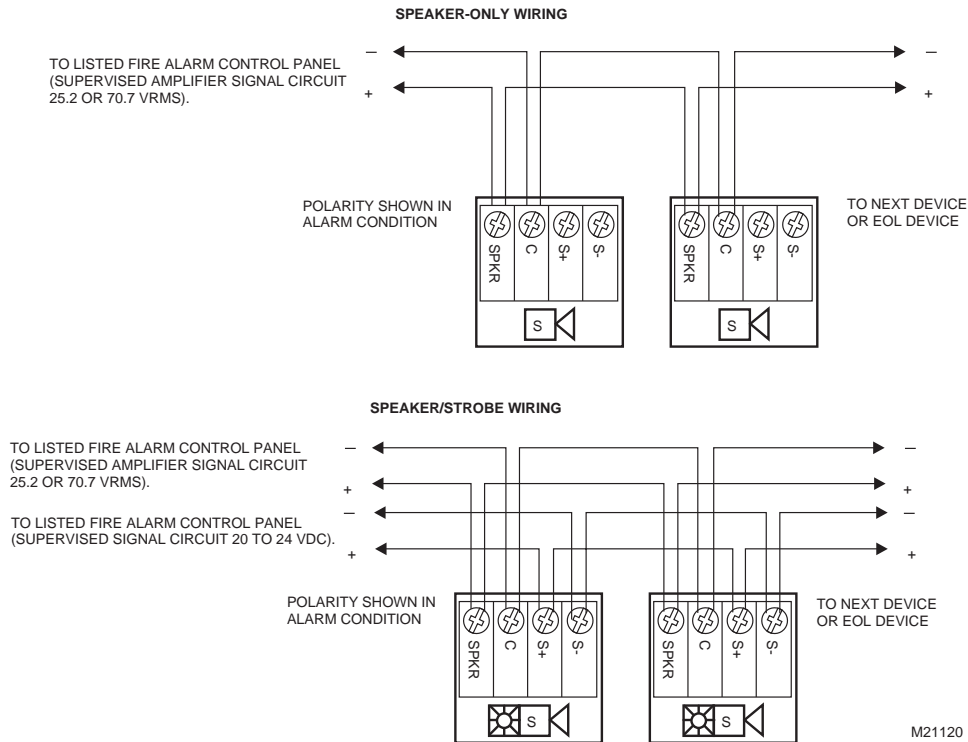 SPEAKER-ONLY WIRING
TO LISTED FIRE ALARM CONTROL PANEL
(SUPERVISED AMPLIFIER SIGNAL CIRCUIT
25.2 OR 70.7 VRMS).
– –
+ +
POLARITY SHOWN IN
ALARM CONDITION
SPKR C S+ S-
S
SPKR C S+ S-
S
TO NEXT DEVICE
OR EOL DEVICE
SPEAKER/STROBE WIRING
TO LISTED FIRE ALARM CONTROL PANEL
(SUPERVISED AMPLIFIER SIGNAL CIRCUIT
25.2 OR 70.7 VRMS).
– –
+ +
TO LISTED FIRE ALARM CONTROL PANEL
(SUPERVISED SIGNAL CIRCUIT 20 TO 24 VDC).
– –
+ +
POLARITY SHOWN IN
ALARM CONDITION
SPKR C S+ S-
S
SPKR C S+ S-
S
TO NEXT DEVICE
OR EOL DEVICE
M21120